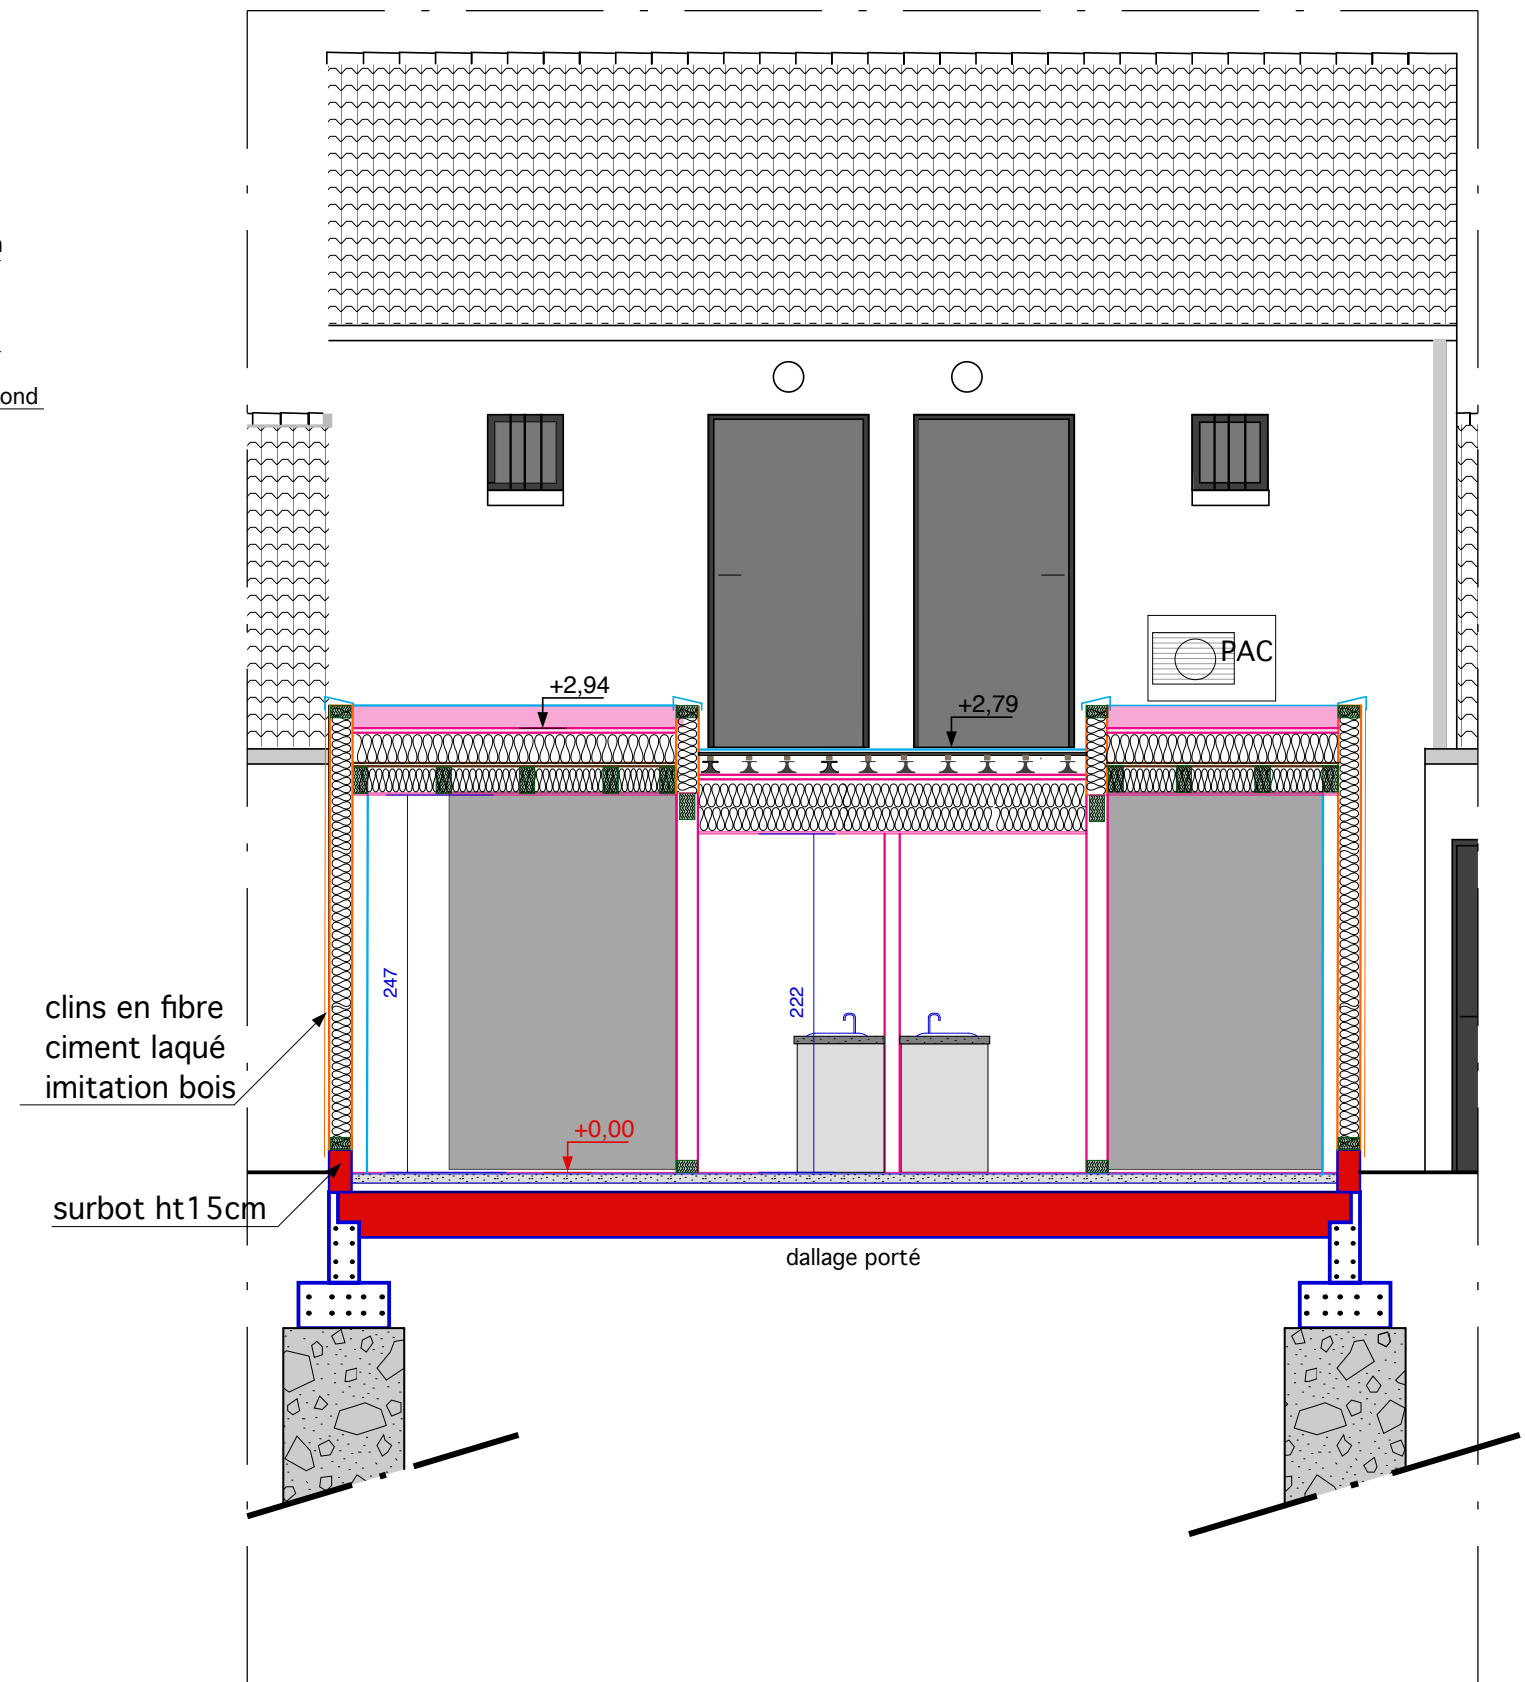 ond
PAC
+2,94
+2,79
247
222
clins en fibre
ciment laqué
imitation bois
+0,00
surbot ht15cm
dallage porté